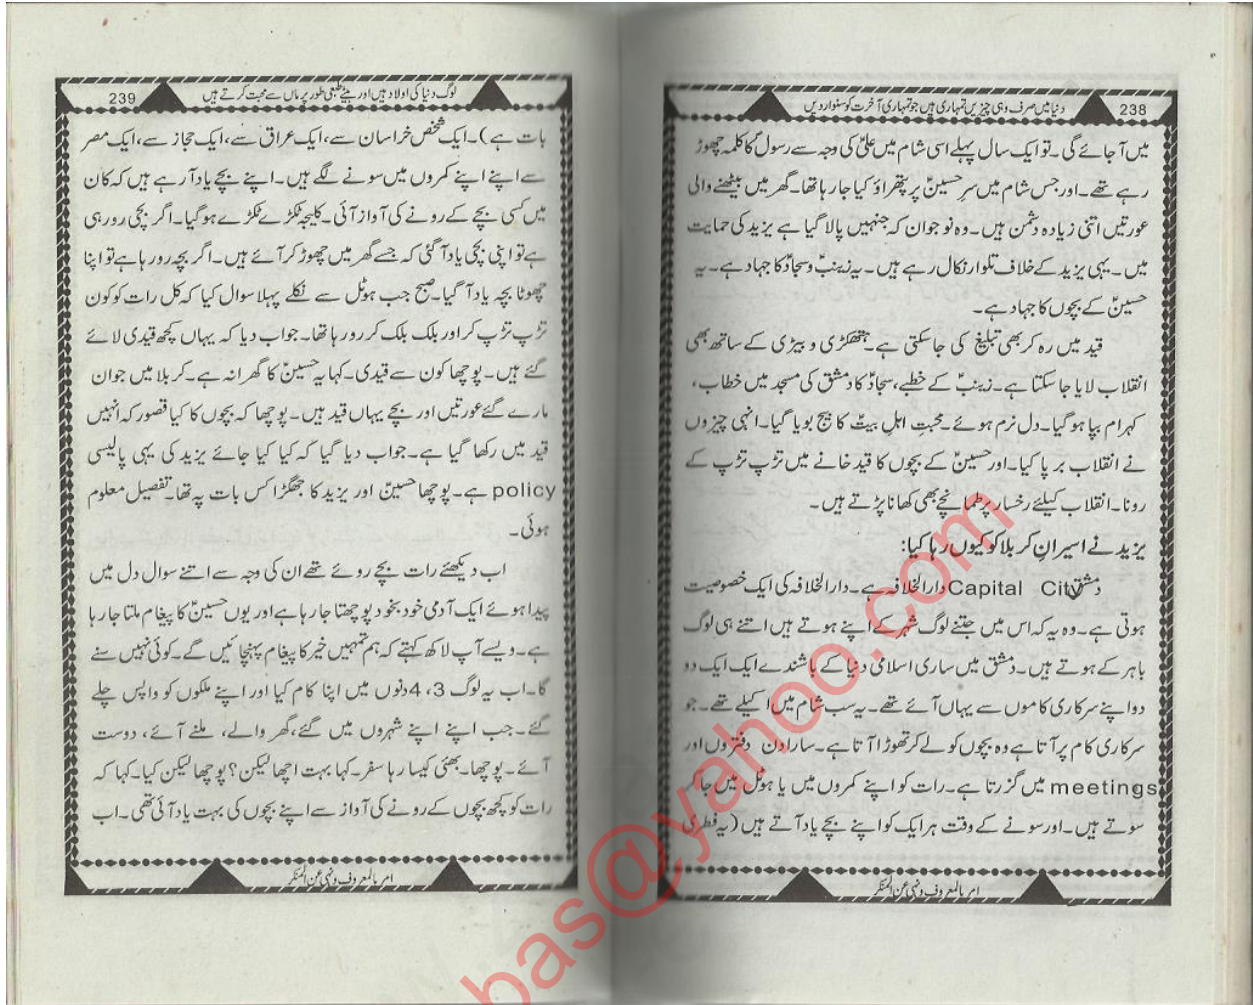 238
دنیا میں صرف وہی چیزیں تمہاری ہیں جو تمہاری آخرت کو سنوار دیں
میں آ جائے گی۔ تو ایک سال پہلے اسی شام میں علیؑ کی وجہ سے رسولؐ کا کلمہ چھوڑ
رہے تھے۔ اور جس شام میں سرِ حسینؑ پر پتھراؤ کیا جا رہا تھا۔ گھر میں بیٹھنے والی
عورتیں اتنی زیادہ دشمن ہیں۔ وہ نوجوان کہ جنہیں پالا گیا ہے یزید کی حمایت
میں۔ یہی یزید کے خلاف تلوار نکال رہے ہیں۔ یہ زینبؑ و سجادؑ کا جہاد ہے۔ یہ
حسینؑ کے بچوں کا جہاد ہے۔
قید میں رہ کر بھی تبلیغ کی جا سکتی ہے۔ ہتھکڑی و بیڑی کے ساتھ بھی
انقلاب لایا جا سکتا ہے۔ زینبؑ کے خطبے، سجادؑ کا دمشق کی مسجد میں خطاب،
کہرام بپا ہو گیا۔ دل نرم ہوئے۔ محبتِ اہلِ بیتؑ کا بیج بویا گیا۔ انہی چیزوں
نے انقلاب برپا کیا۔ اور حسینؑ کے بچوں کا قید خانے میں تڑپ تڑپ کے
رونا۔ انقلاب کیلئے رخسار پر طمانچے بھی کھانا پڑتے ہیں۔
یزید نے اسیرانِ کربلا کو کیوں رہا کیا:
دمشق Capital City دارالخلافہ ہے۔ دارالخلافہ کی ایک خصوصیت
ہوتی ہے۔ وہ یہ کہ اس میں جتنے لوگ شہر کے اپنے ہوتے ہیں اتنے ہی لوگ
باہر کے ہوتے ہیں۔ دمشق میں ساری اسلامی دنیا کے باشندے ایک ایک دو
دو اپنے سرکاری کاموں سے یہاں آئے تھے۔ یہ سب شام میں اکیلے تھے۔ جو
سرکاری کام پر آتا ہے وہ بچوں کو لے کر تھوڑا آتا ہے۔ سارا دن دفتروں اور
meetings میں گزرتا ہے۔ رات کو اپنے کمروں میں یا ہوٹل میں جا کر
سوتے ہیں۔ اور سونے کے وقت ہر ایک کو اپنے بچے یاد آتے ہیں (یہ فطری
امر بالمعروف و نہی عن المنکر
239
لوگ دنیا کی اولاد ہیں اور بیٹے طبعی طور پر ماں سے محبت کرتے ہیں
بات ہے)۔ ایک شخص خراسان سے، ایک عراق سے، ایک حجاز سے، ایک مصر
سے اپنے اپنے کمروں میں سونے لگے ہیں۔ اپنے بچے یاد آ رہے ہیں کہ کان
میں کسی بچے کے رونے کی آواز آئی۔ کلیجہ ٹکڑے ٹکڑے ہو گیا۔ اگر بچی رو رہی
ہے تو اپنی بچی یاد آ گئی کہ جسے گھر میں چھوڑ کر آئے ہیں۔ اگر بچہ رو رہا ہے تو اپنا
چھوٹا بچہ یاد آ گیا۔ صبح جب ہوٹل سے نکلے پہلا سوال کیا کہ کل رات کو کون
تڑپ تڑپ کر اور بلک بلک کر رو رہا تھا۔ جواب دیا کہ یہاں کچھ قیدی لائے
گئے ہیں۔ پوچھا کون سے قیدی۔ کہا یہ حسینؑ کا گھرانہ ہے۔ کربلا میں جوان
مارے گئے عورتیں اور بچے یہاں قید ہیں۔ پوچھا کہ بچوں کا کیا قصور کہ انہیں
قید میں رکھا گیا ہے۔ جواب دیا گیا کہ کیا کیا جائے یزید کی یہی پالیسی
policy ہے۔ پوچھا حسینؑ اور یزید کا جھگڑا کس بات پہ تھا۔ تفصیل معلوم
ہوئی۔
اب دیکھئے رات بچے روئے تھے ان کی وجہ سے اتنے سوال دل میں
پیدا ہوئے ایک آدمی خود بخود پوچھتا جا رہا ہے اور یوں حسینؑ کا پیغام ملتا جا رہا
ہے۔ ویسے آپ لاکھ کہتے کہ ہم تمہیں خیر کا پیغام پہنچائیں گے۔ کوئی نہیں سنے
گا۔ اب یہ لوگ 3، 4 دنوں میں اپنا کام کیا اور اپنے ملکوں کو واپس چلے
گئے۔ جب اپنے اپنے شہروں میں گئے، گھر والے، ملنے آئے، دوست
آئے۔ پوچھا۔ بھئی کیسا رہا سفر۔ کہا بہت اچھا لیکن؟ پوچھا لیکن کیا۔ کہا کہ
رات کو کچھ بچوں کے رونے کی آواز سے اپنے بچوں کی بہت یاد آئی تھی۔ اب
امر بالمعروف و نہی عن المنکر
bas@yahoo.com